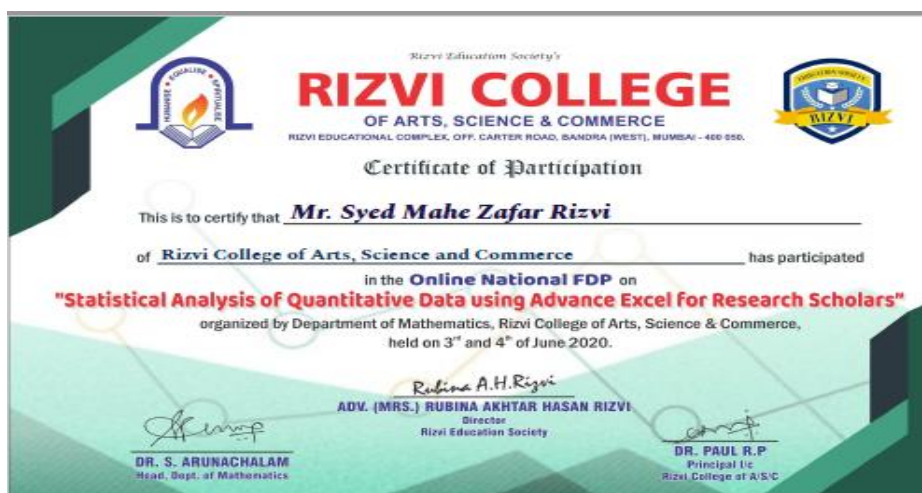 Rizvi Education Society's
HUMANISE ★ EQUALISE ★ SPIRITUALISE
RIZVI COLLEGE
EDUCATION SOCIETY
RIZVI
OF ARTS, SCIENCE & COMMERCE
RIZVI EDUCATIONAL COMPLEX, OFF. CARTER ROAD, BANDRA (WEST), MUMBAI - 400 050.
Certificate of Participation
This is to certify that Mr. Syed Mahe Zafar Rizvi
of Rizvi College of Arts, Science and Commerce has participated
in the Online National FDP on
"Statistical Analysis of Quantitative Data using Advance Excel for Research Scholars"
organized by Department of Mathematics, Rizvi College of Arts, Science & Commerce,
held on 3rd and 4th of June 2020.
Rubina A.H.Rizvi
ADV. (MRS.) RUBINA AKHTAR HASAN RIZVI
Director
Rizvi Education Society
DR. S. ARUNACHALAM
Head, Dept. of Mathematics
DR. PAUL R.P
Principal I/c
Rizvi College of A/S/C